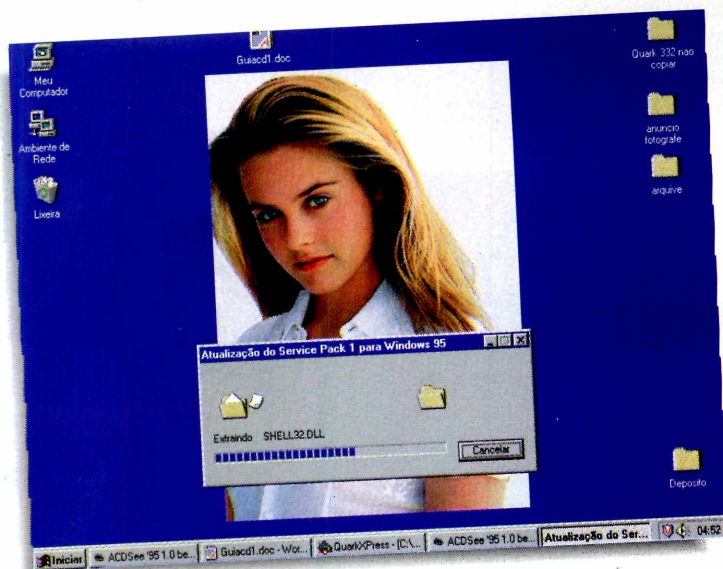 Meu
Computador
Ambiente de
Rede
Lixeira
Guiacd1.doc
Quark 332 nao
copiar
anuncio
fotografe
arquive
Atualização do Service Pack 1 para Windows 95
Extraindo SHELL32.DLL
Cancelar
Deposito
Iniciar
ACDSee '95 1.0 be...
Guiacd1.doc - Wor...
QuarkXPress - [C:\...
ACDSee '95 1.0 be...
Atualização do Ser...
04:52